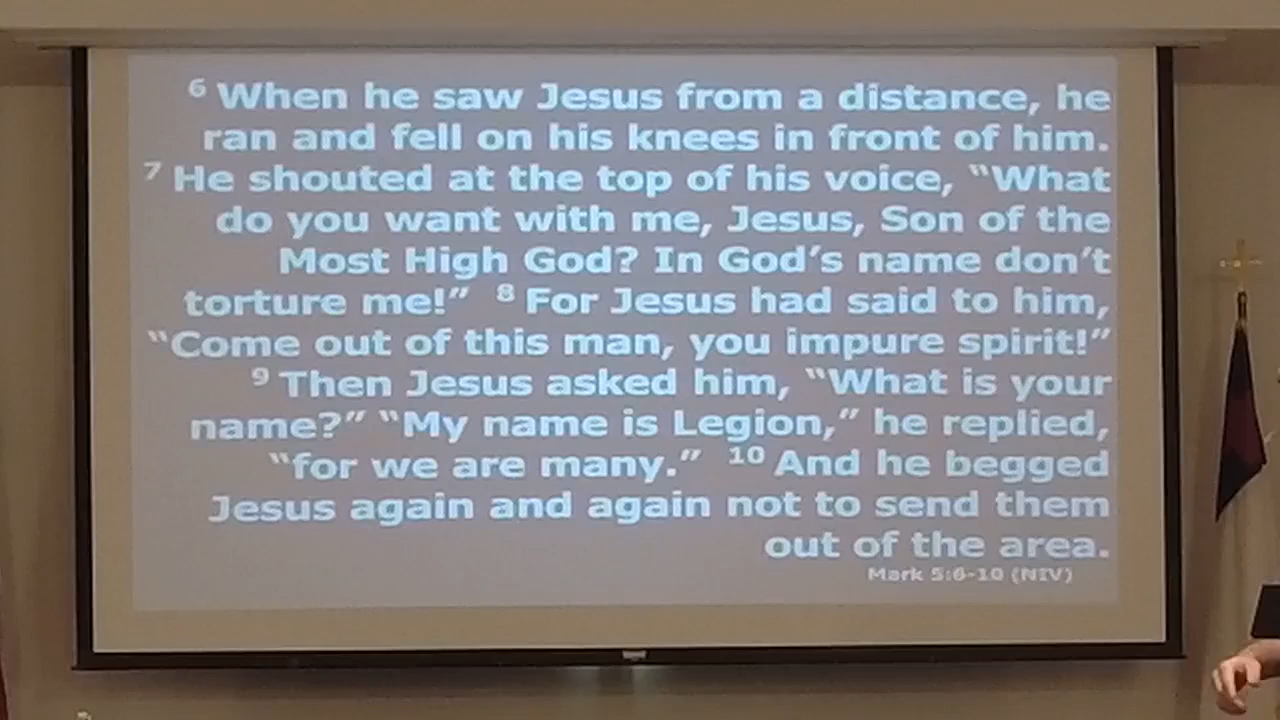 6 When he saw Jesus from a distance, he
ran and fell on his knees in front of him.
7 He shouted at the top of his voice, “What
do you want with me, Jesus, Son of the
Most High God? In God’s name don’t
torture me!” 8 For Jesus had said to him,
“Come out of this man, you impure spirit!”
9 Then Jesus asked him, “What is your
name?” “My name is Legion,” he replied,
“for we are many.” 10 And he begged
Jesus again and again not to send them
out of the area.
Mark 5:6-10 (NIV)